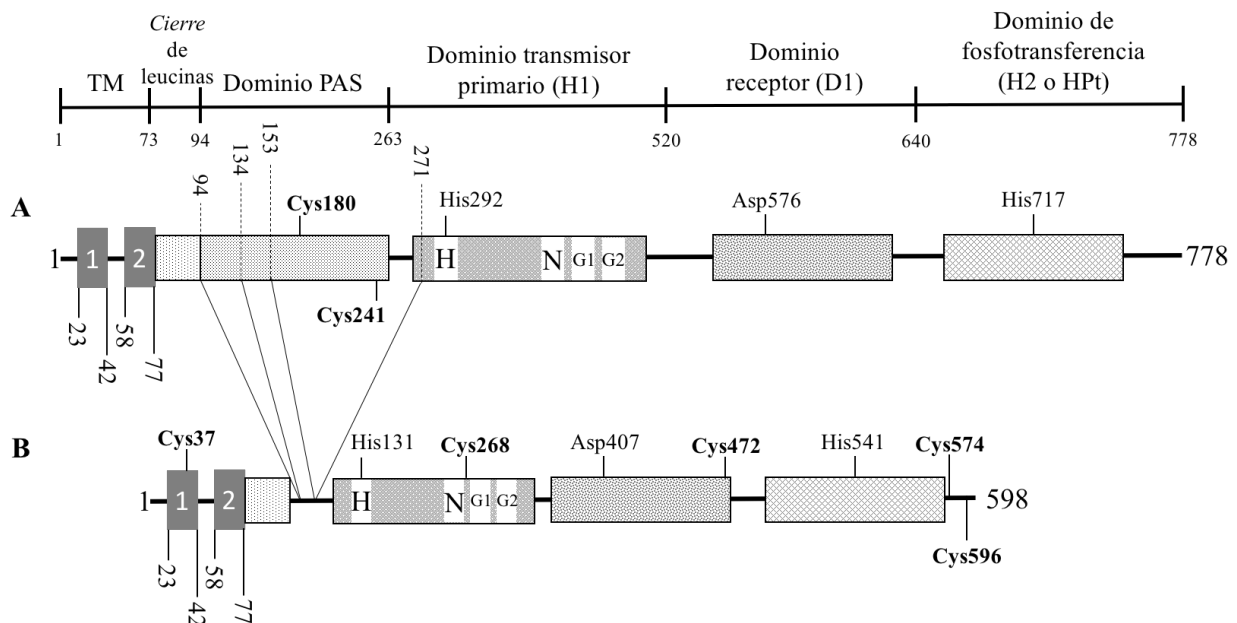 Cierre
de
leucinas
TM
Dominio PAS
Dominio transmisor
primario (H1)
Dominio
receptor (D1)
Dominio de
fosfotransferencia
(H2 o HPt)
1
73
94
263
520
640
778
94
134
153
271
A
Cys180
His292
Asp576
His717
1
1
2
H
N
G1
G2
778
Cys241
23
42
58
77
B
Cys37
His131
Cys268
Asp407
Cys472
His541
Cys574
1
1
2
H
N
G1
G2
598
Cys596
23
42
58
77